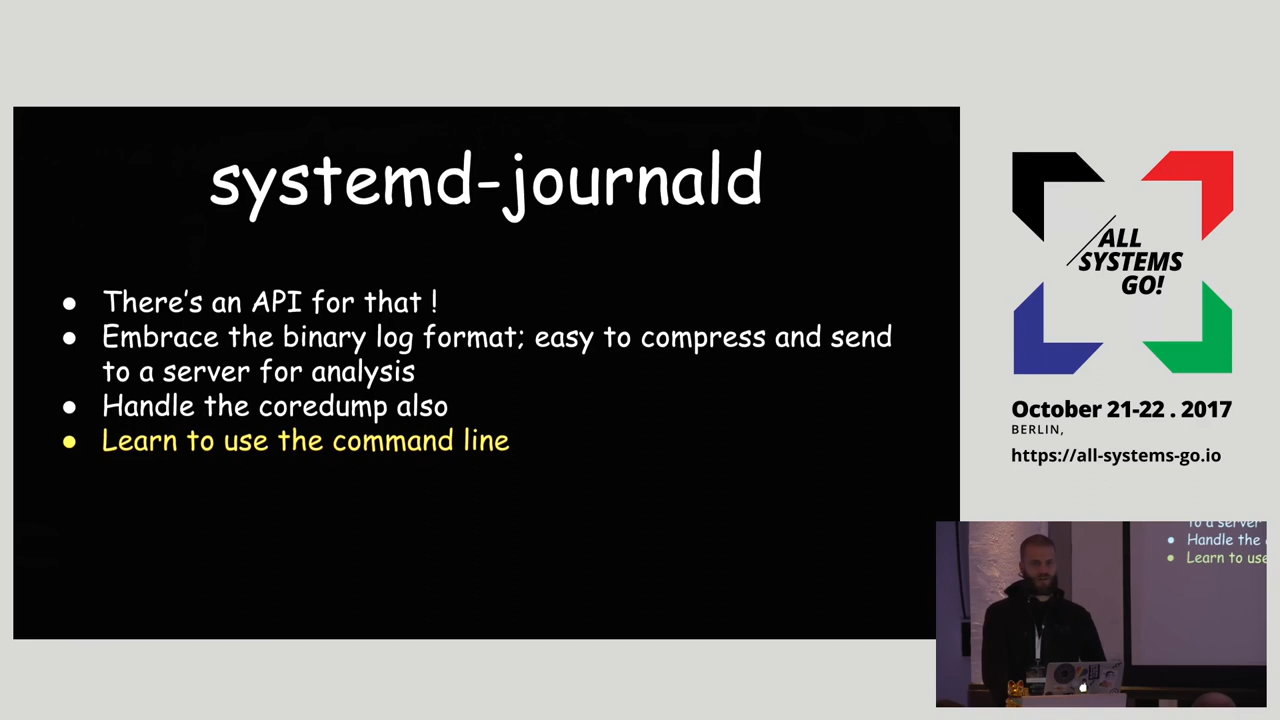 systemd-journald
● There's an API for that !
● Embrace the binary log format; easy to compress and send
to a server for analysis
● Handle the coredump also
● Learn to use the command line
ALL
SYSTEMS
GO!
October 21-22 . 2017
BERLIN,
https://all-systems-go.io
to a server
● Handle the
● Learn to use